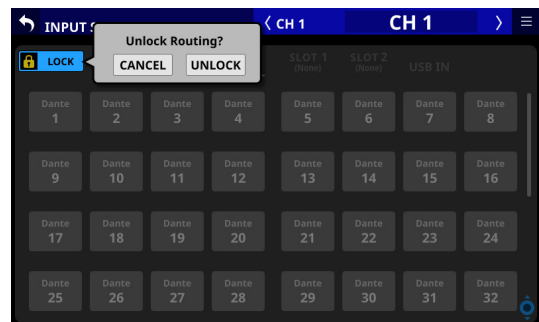 INPUT
CH 1
CH 1
Unlock Routing?
CANCEL
UNLOCK
LOCK
SLOT 1
(None)
SLOT 2
(None)
USB IN
Dante
1
Dante
2
Dante
3
Dante
4
Dante
5
Dante
6
Dante
7
Dante
8
Dante
9
Dante
10
Dante
11
Dante
12
Dante
13
Dante
14
Dante
15
Dante
16
Dante
17
Dante
18
Dante
19
Dante
20
Dante
21
Dante
22
Dante
23
Dante
24
Dante
25
Dante
26
Dante
27
Dante
28
Dante
29
Dante
30
Dante
31
Dante
32